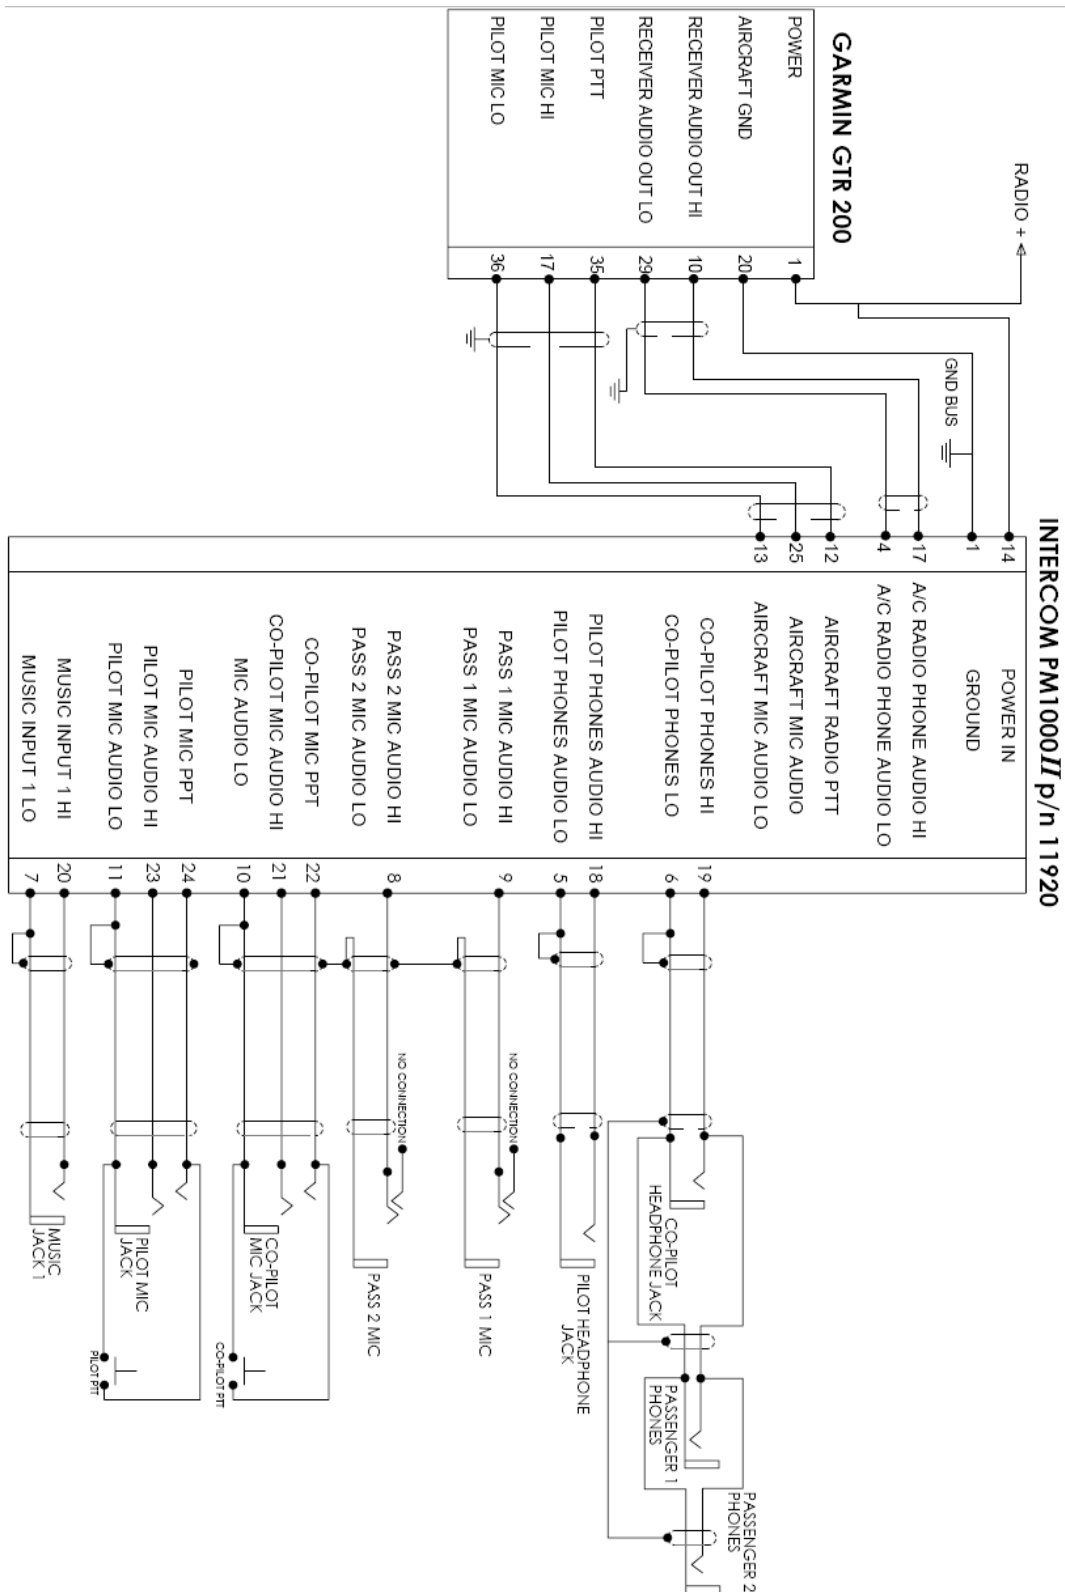 GARMIN GTR 200
POWER
AIRCRAFT GND
RECEIVER AUDIO OUT HI
RECEIVER AUDIO OUT LO
PILOT PTT
PILOT MIC HI
PILOT MIC LO
1
20
10
29
35
17
36
RADIO +
GND BUS
INTERCOM PM1000II p/n 11920
14
1
17
4
12
25
13
POWER IN
GROUND
A/C RADIO PHONE AUDIO HI
A/C RADIO PHONE AUDIO LO
AIRCRAFT RADIO PTT
AIRCRAFT MIC AUDIO
AIRCRAFT MIC AUDIO LO
CO-PILOT PHONES HI
CO-PILOT PHONES LO
PILOT PHONES AUDIO HI
PILOT PHONES AUDIO LO
PASS 1 MIC AUDIO HI
PASS 1 MIC AUDIO LO
PASS 2 MIC AUDIO HI
PASS 2 MIC AUDIO LO
CO-PILOT MIC PPT
CO-PILOT MIC AUDIO HI
MIC AUDIO LO
PILOT MIC PPT
PILOT MIC AUDIO HI
PILOT MIC AUDIO LO
MUSIC INPUT 1 HI
MUSIC INPUT 1 LO
19
6
18
5
9
8
22
21
10
24
23
11
20
7
NO CONNECTION
NO CONNECTION
CO-PILOT
HEADPHONE JACK
PILOT HEADPHONE
JACK
PASS 1 MIC
PASS 2 MIC
CO-PILOT
MIC JACK
PILOT MIC
JACK
MUSIC
JACK 1
CO-PILOT PTT
PILOT PTT
PASSENGER 1
PHONES
PASSENGER 2
PHONES